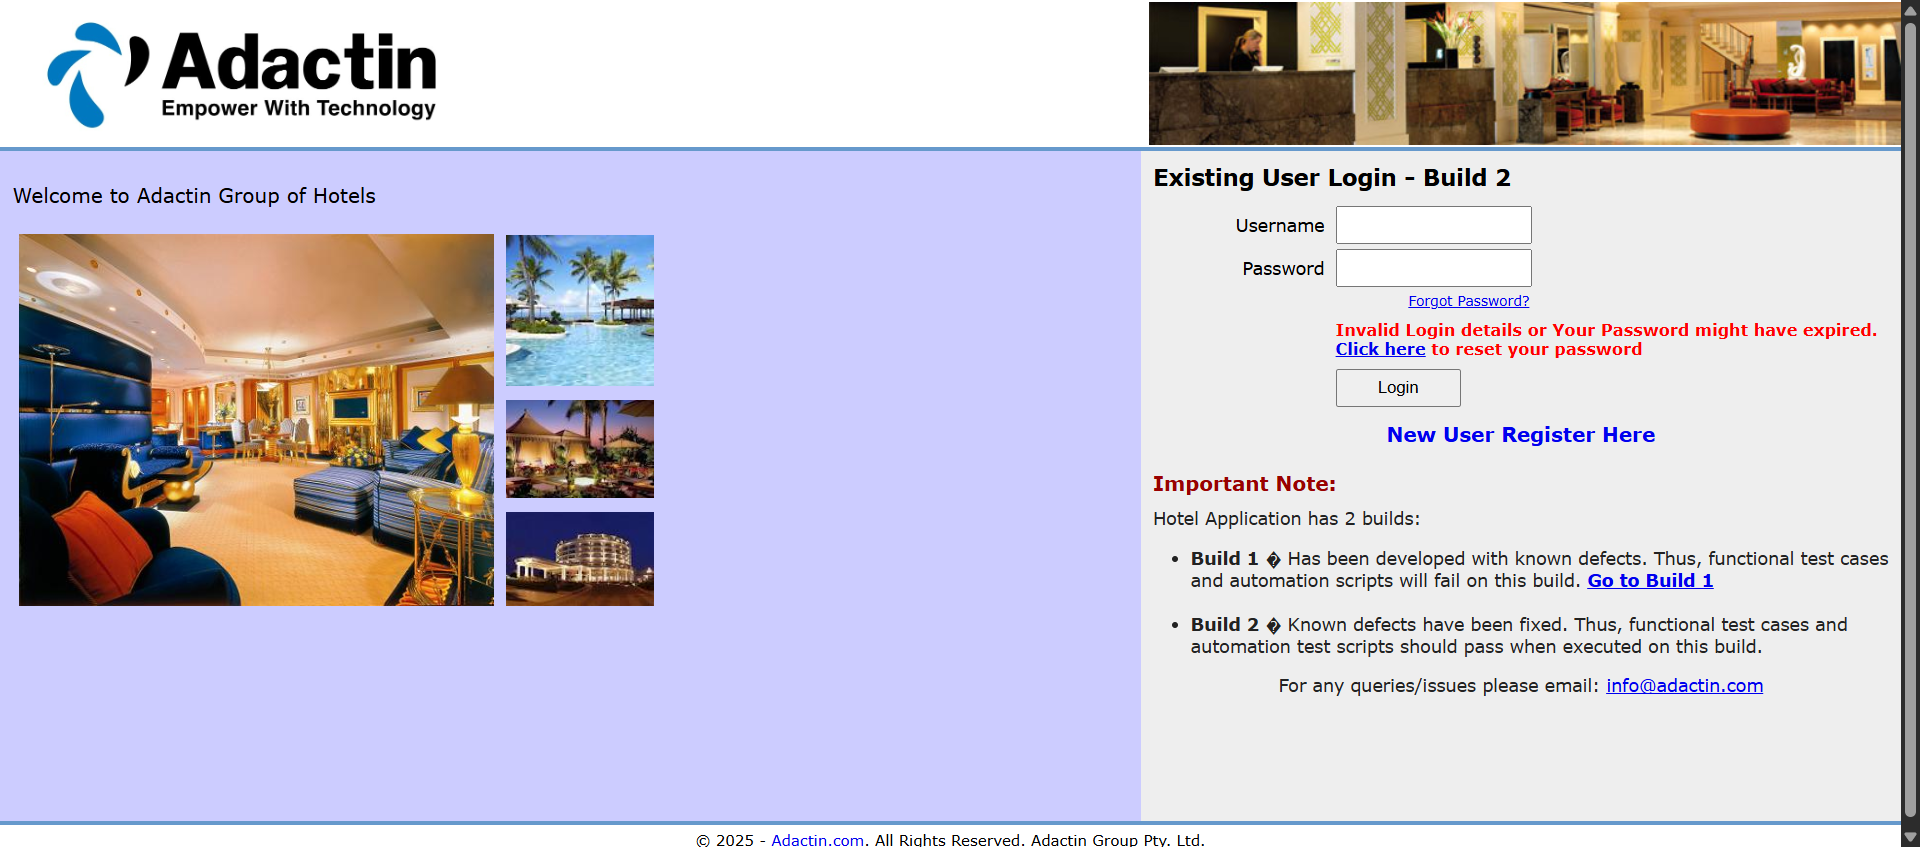 Adactin
Empower With Technology
Welcome to Adactin Group of Hotels
Existing User Login - Build 2
Username
Password
Forgot Password?
Invalid Login details or Your Password might have expired.
Click here to reset your password
Login
New User Register Here
Important Note:
Hotel Application has 2 builds:
• Build 1 � Has been developed with known defects. Thus, functional test cases
and automation scripts will fail on this build. Go to Build 1
• Build 2 � Known defects have been fixed. Thus, functional test cases and
automation test scripts should pass when executed on this build.
For any queries/issues please email: info@adactin.com
© 2025 - Adactin.com. All Rights Reserved. Adactin Group Pty. Ltd.